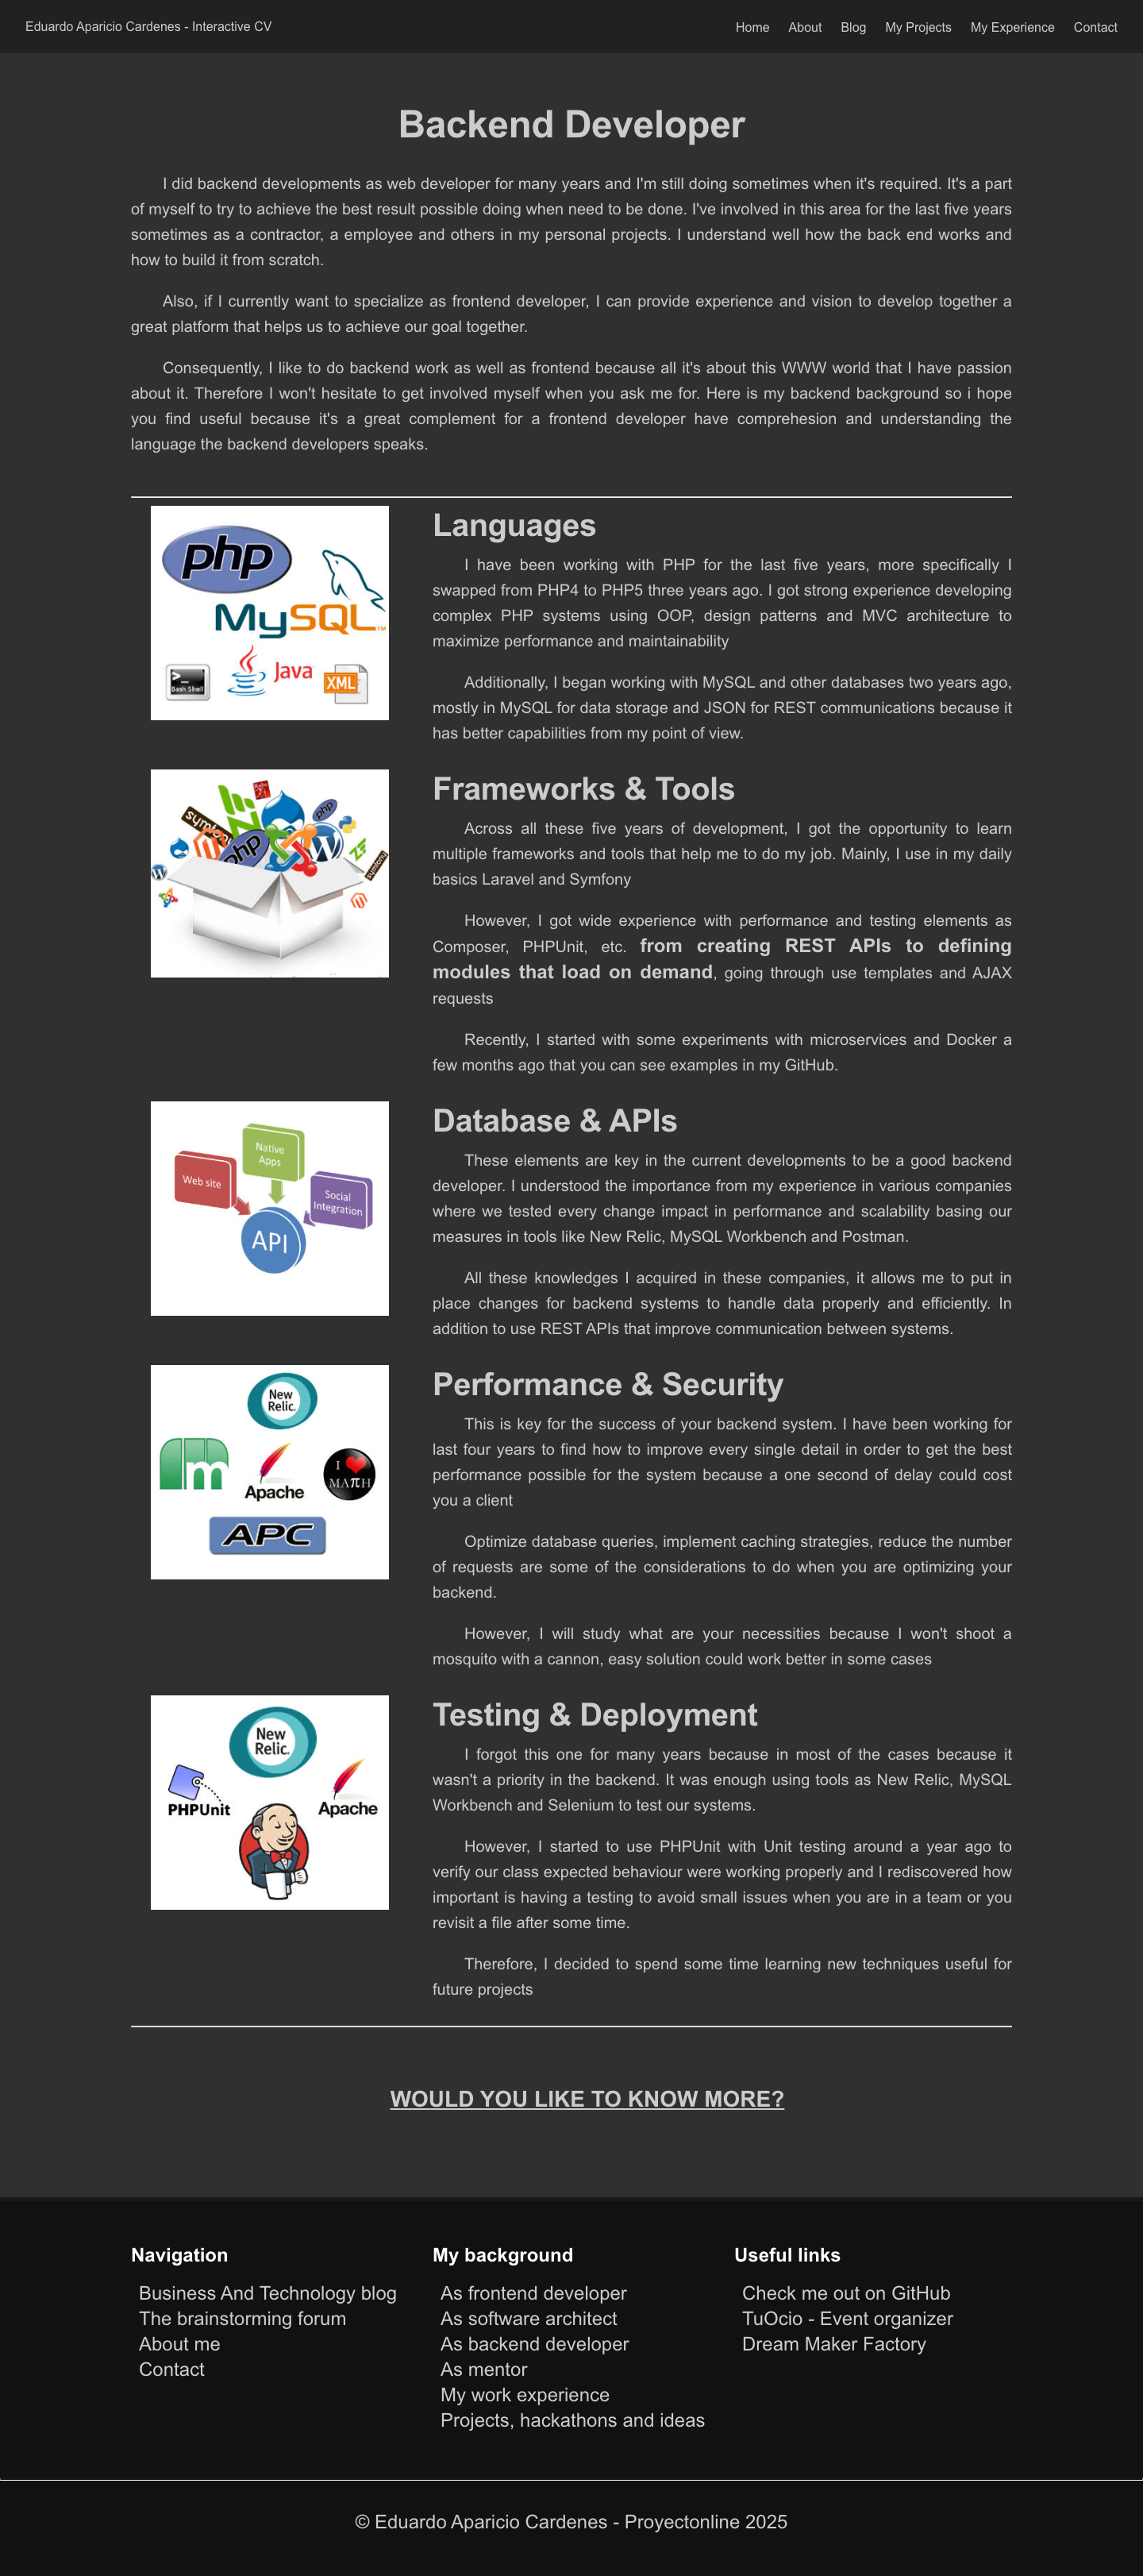 Eduardo Aparicio Cardenes - Interactive CV
Home About Blog My Projects My Experience Contact
Backend Developer
I did backend developments as web developer for many years and I'm still doing sometimes when it's required. It's a part
of myself to try to achieve the best result possible doing when need to be done. I've involved in this area for the last five years
sometimes as a contractor, a employee and others in my personal projects. I understand well how the back end works and
how to build it from scratch.
Also, if I currently want to specialize as frontend developer, I can provide experience and vision to develop together a
great platform that helps us to achieve our goal together.
Consequently, I like to do backend work as well as frontend because all it's about this WWW world that I have passion
about it. Therefore I won't hesitate to get involved myself when you ask me for. Here is my backend background so i hope
you find useful because it's a great complement for a frontend developer have comprehesion and understanding the
language the backend developers speaks.
php
MySQL™
Bash Shell
Java
XML
Languages
I have been working with PHP for the last five years, more specifically I
swapped from PHP4 to PHP5 three years ago. I got strong experience developing
complex PHP systems using OOP, design patterns and MVC architecture to
maximize performance and maintainability
Additionally, I began working with MySQL and other databases two years ago,
mostly in MySQL for data storage and JSON for REST communications because it
has better capabilities from my point of view.
php
php
Frameworks & Tools
Across all these five years of development, I got the opportunity to learn
multiple frameworks and tools that help me to do my job. Mainly, I use in my daily
basics Laravel and Symfony
However, I got wide experience with performance and testing elements as
Composer, PHPUnit, etc. from creating REST APIs to defining
modules that load on demand, going through use templates and AJAX
requests
Recently, I started with some experiments with microservices and Docker a
few months ago that you can see examples in my GitHub.
Native
Apps
Web site
Social
Integration
API
Database & APIs
These elements are key in the current developments to be a good backend
developer. I understood the importance from my experience in various companies
where we tested every change impact in performance and scalability basing our
measures in tools like New Relic, MySQL Workbench and Postman.
All these knowledges I acquired in these companies, it allows me to put in
place changes for backend systems to handle data properly and efficiently. In
addition to use REST APIs that improve communication between systems.
New
Relic.
m
Apache
I ❤
MAπH
APC
Performance & Security
This is key for the success of your backend system. I have been working for
last four years to find how to improve every single detail in order to get the best
performance possible for the system because a one second of delay could cost
you a client
Optimize database queries, implement caching strategies, reduce the number
of requests are some of the considerations to do when you are optimizing your
backend.
However, I will study what are your necessities because I won't shoot a
mosquito with a cannon, easy solution could work better in some cases
New
Relic.
PHPUnit
Apache
Testing & Deployment
I forgot this one for many years because in most of the cases because it
wasn't a priority in the backend. It was enough using tools as New Relic, MySQL
Workbench and Selenium to test our systems.
However, I started to use PHPUnit with Unit testing around a year ago to
verify our class expected behaviour were working properly and I rediscovered how
important is having a testing to avoid small issues when you are in a team or you
revisit a file after some time.
Therefore, I decided to spend some time learning new techniques useful for
future projects
WOULD YOU LIKE TO KNOW MORE?
Navigation
Business And Technology blog
The brainstorming forum
About me
Contact
My background
As frontend developer
As software architect
As backend developer
As mentor
My work experience
Projects, hackathons and ideas
Useful links
Check me out on GitHub
TuOcio - Event organizer
Dream Maker Factory
© Eduardo Aparicio Cardenes - Proyectonline 2025